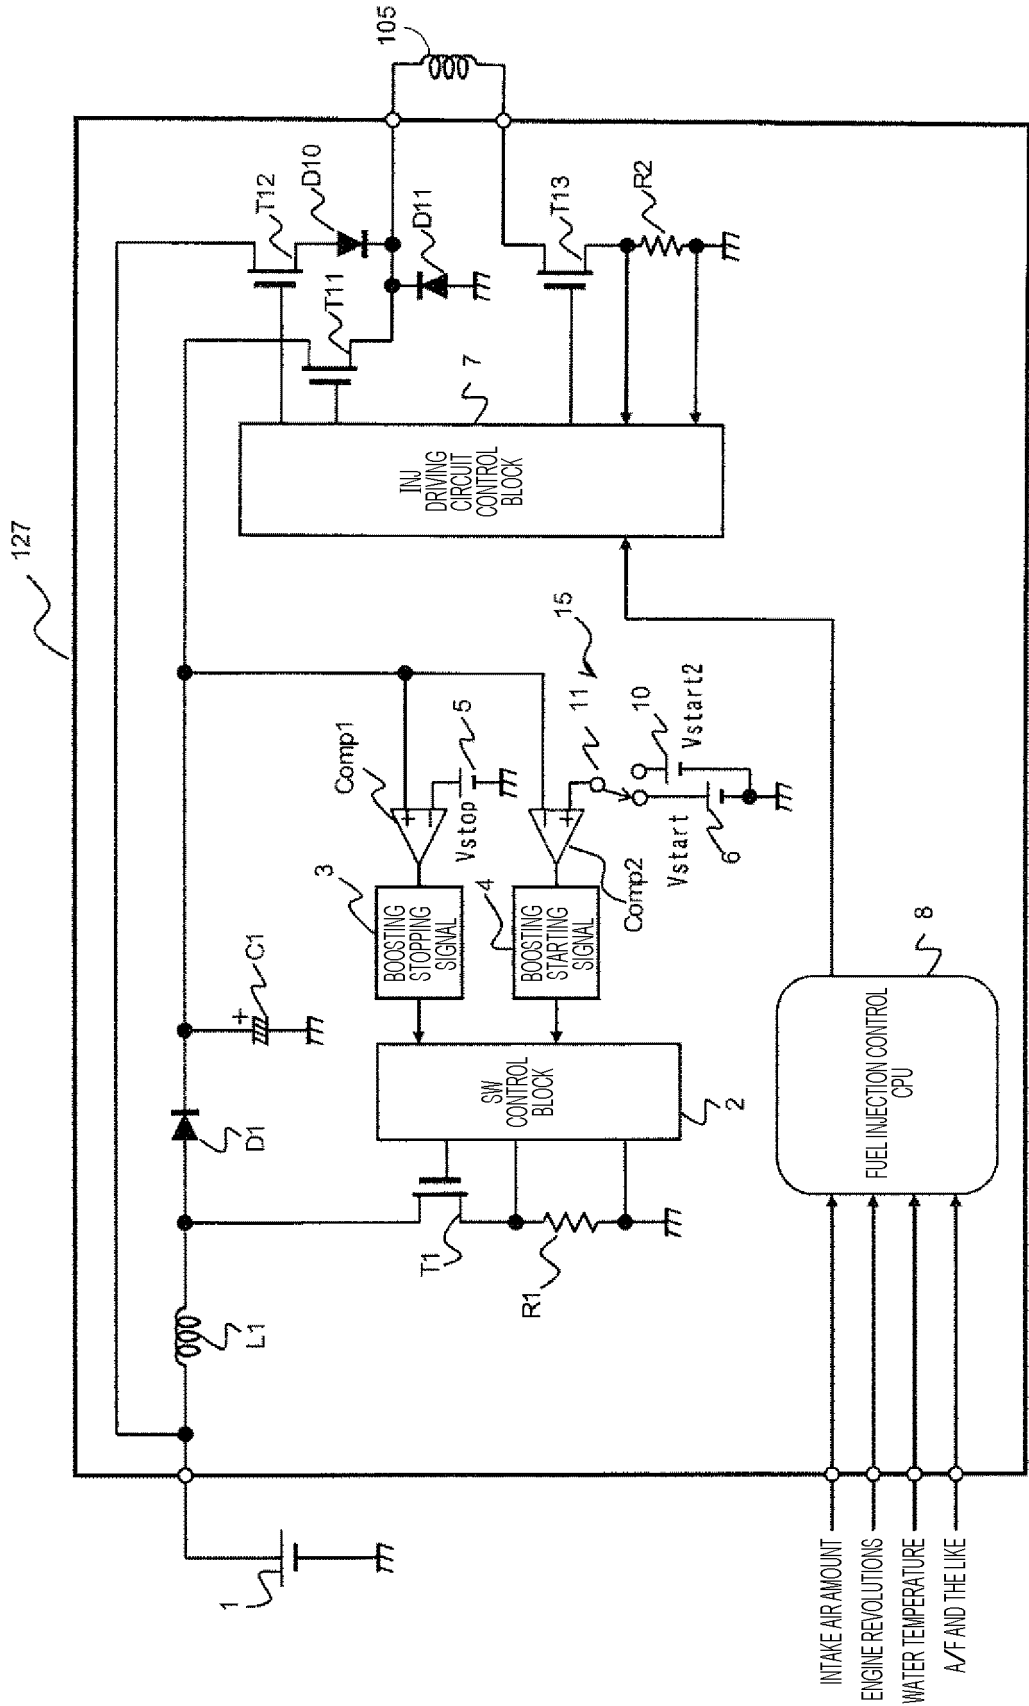 127
105
T12
D10
T11
D11
T13
R2
7
INJ
DRIVING
CIRCUIT
CONTROL
BLOCK
15
11
10
Vstart2
Vstart
6
5
Vstop
Comp1
Comp2
3
BOOSTING
STOPPING
SIGNAL
4
BOOSTING
STARTING
SIGNAL
+
-
-
+
+
C1
D1
L1
T1
R1
SW
CONTROL
BLOCK
2
8
FUEL INJECTION CONTROL
CPU
1
INTAKE AIR AMOUNT
ENGINE REVOLUTIONS
WATER TEMPERATURE
A/F AND THE LIKE